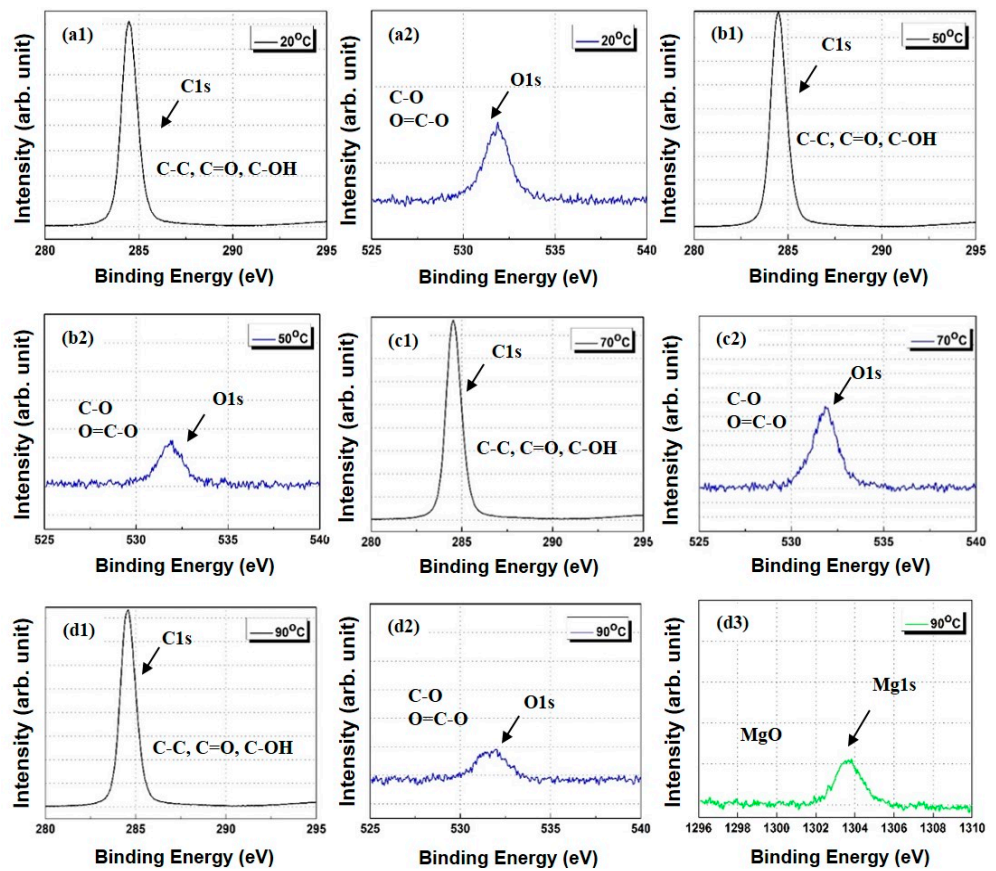 (a1)
20°C
C1s
C-C, C=O, C-OH
Intensity (arb. unit)
280 285 290 295
Binding Energy (eV)
(a2)
20°C
C-O
O=C-O
O1s
Intensity (arb. unit)
525 530 535 540
Binding Energy (eV)
(b1)
50°C
C1s
C-C, C=O, C-OH
Intensity (arb. unit)
280 285 290 295
Binding Energy (eV)
(b2)
50°C
C-O
O=C-O
O1s
Intensity (arb. unit)
525 530 535 540
Binding Energy (eV)
(c1)
70°C
C1s
C-C, C=O, C-OH
Intensity (arb. unit)
280 285 290 295
Binding Energy (eV)
(c2)
70°C
C-O
O=C-O
O1s
Intensity (arb. unit)
525 530 535 540
Binding Energy (eV)
(d1)
90°C
C1s
C-C, C=O, C-OH
Intensity (arb. unit)
280 285 290 295
Binding Energy (eV)
(d2)
90°C
C-O
O=C-O
O1s
Intensity (arb. unit)
525 530 535 540
Binding Energy (eV)
(d3)
90°C
Mg1s
MgO
Intensity (arb. unit)
1296 1298 1300 1302 1304 1306 1308 1310
Binding Energy (eV)